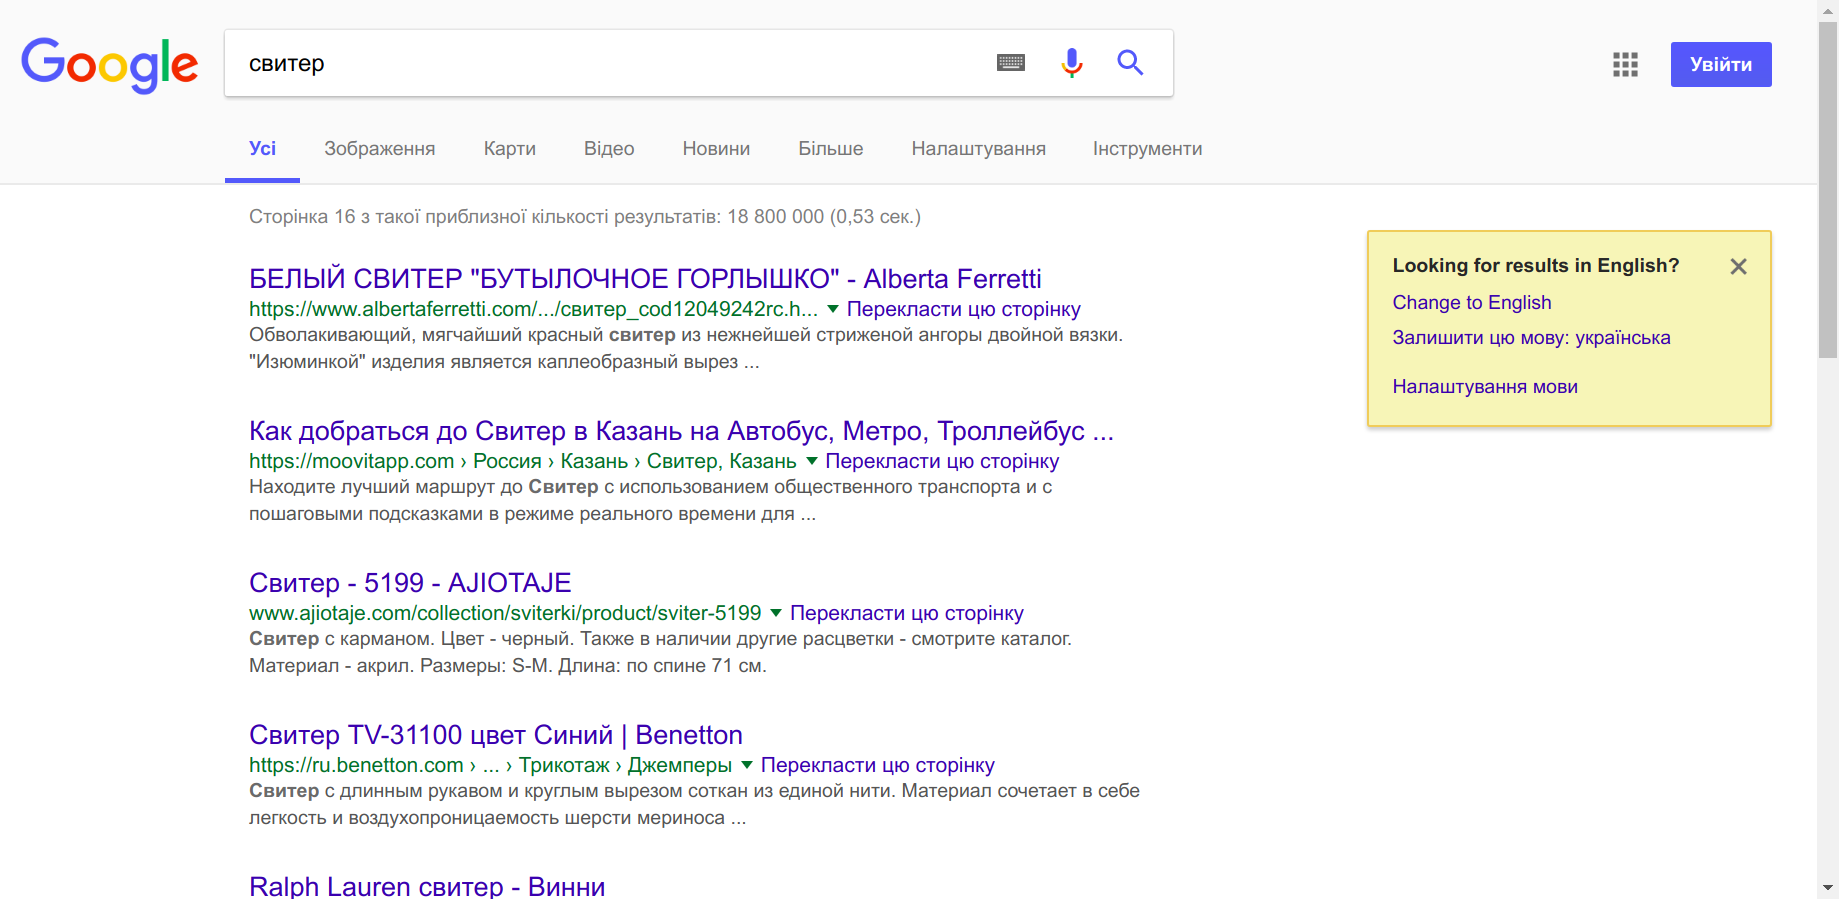 Google
свитер
Увійти
Усі Зображення Карти Відео Новини Більше Налаштування Інструменти
Сторінка 16 з такої приблизної кількості результатів: 18 800 000 (0,53 сек.)
БЕЛЫЙ СВИТЕР "БУТЫЛОЧНОЕ ГОРЛЫШКО" - Alberta Ferretti
https://www.albertaferretti.com/.../свитер_cod12049242rc.h... Перекласти цю сторінку
Обволакивающий, мягчайший красный свитер из нежнейшей стриженой ангоры двойной вязки.
"Изюминкой" изделия является каплеобразный вырез ...
Как добраться до Свитер в Казань на Автобус, Метро, Троллейбус ...
https://moovitapp.com › Россия › Казань › Свитер, Казань Перекласти цю сторінку
Находите лучший маршрут до Свитер с использованием общественного транспорта и с
пошаговыми подсказками в режиме реального времени для ...
Свитер - 5199 - AJIOTAJE
www.ajiotaje.com/collection/sviterki/product/sviter-5199 Перекласти цю сторінку
Свитер с карманом. Цвет - черный. Также в наличии другие расцветки - смотрите каталог.
Материал - акрил. Размеры: S-M. Длина: по спине 71 см.
Свитер TV-31100 цвет Синий | Benetton
https://ru.benetton.com › ... › Трикотаж › Джемперы Перекласти цю сторінку
Свитер с длинным рукавом и круглым вырезом соткан из единой нити. Материал сочетает в себе
легкость и воздухопроницаемость шерсти мериноса ...
Ralph Lauren свитер - Винни
Looking for results in English?
Change to English
Залишити цю мову: українська
Налаштування мови